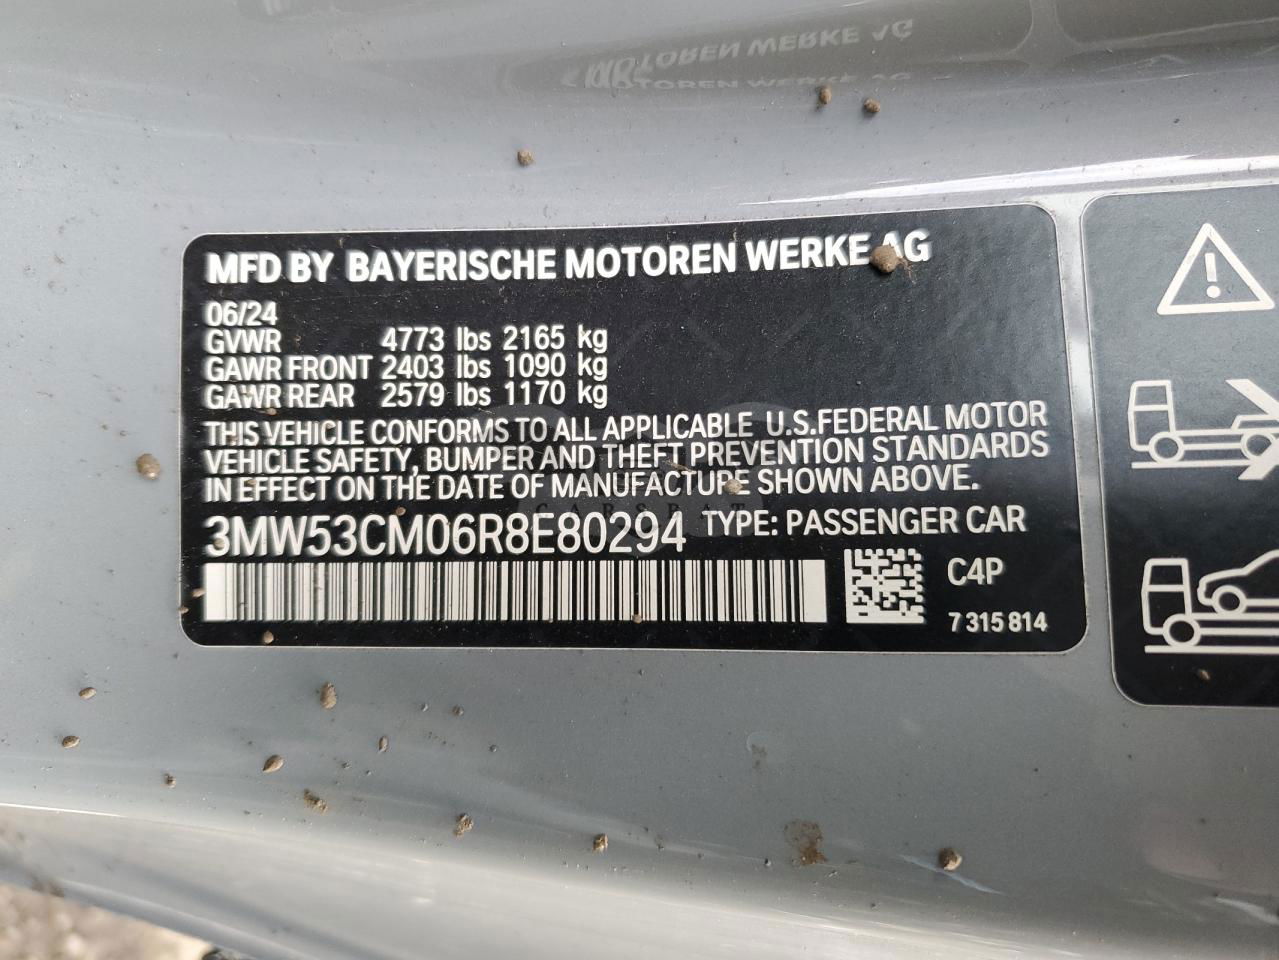 MFD BY BAYERISCHE MOTOREN WERKE AG
06/24
GVWR 4773 lbs 2165 kg
GAWR FRONT 2403 lbs 1090 kg
GAWR REAR 2579 lbs 1170 kg
THIS VEHICLE CONFORMS TO ALL APPLICABLE U.S.FEDERAL MOTOR
VEHICLE SAFETY, BUMPER AND THEFT PREVENTION STANDARDS
IN EFFECT ON THE DATE OF MANUFACTURE SHOWN ABOVE.
3MW53CM06R8E80294 TYPE: PASSENGER CAR
C4P
7 315 814